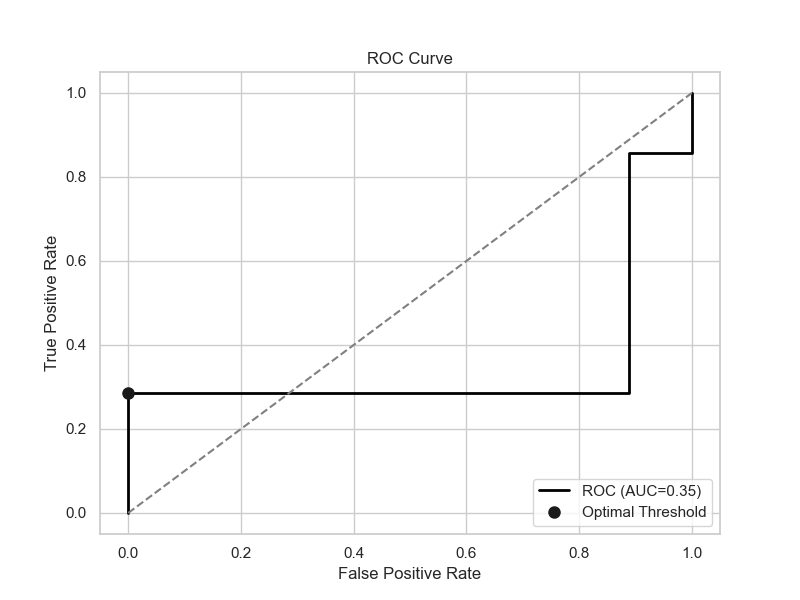 ROC Curve
True Positive Rate
1.0
0.8
0.6
0.4
0.2
0.0
0.0 0.2 0.4 0.6 0.8 1.0
False Positive Rate
ROC (AUC=0.35)
Optimal Threshold